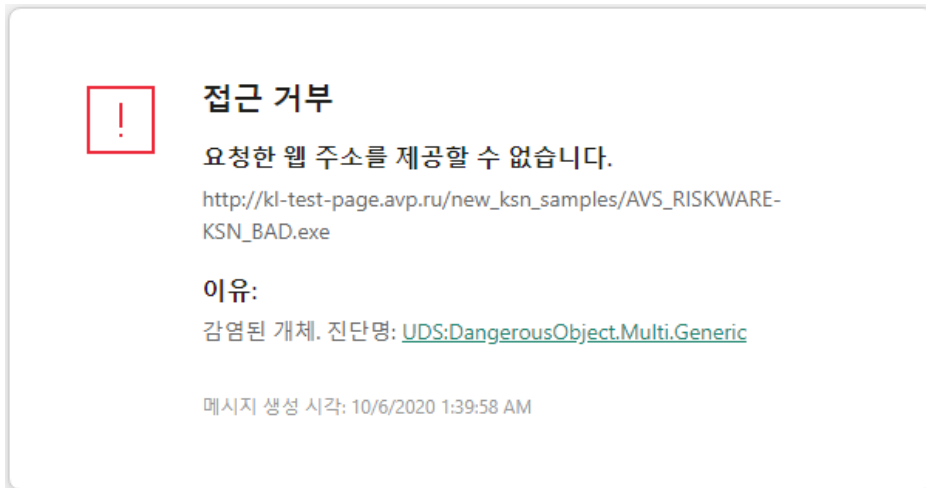 !
접근 거부
요청한 웹 주소를 제공할 수 없습니다.
http://kl-test-page.avp.ru/new_ksn_samples/AVS_RISKWARE-
KSN_BAD.exe
이유:
감염된 개체. 진단명: UDS:DangerousObject.Multi.Generic
메시지 생성 시각: 10/6/2020 1:39:58 AM